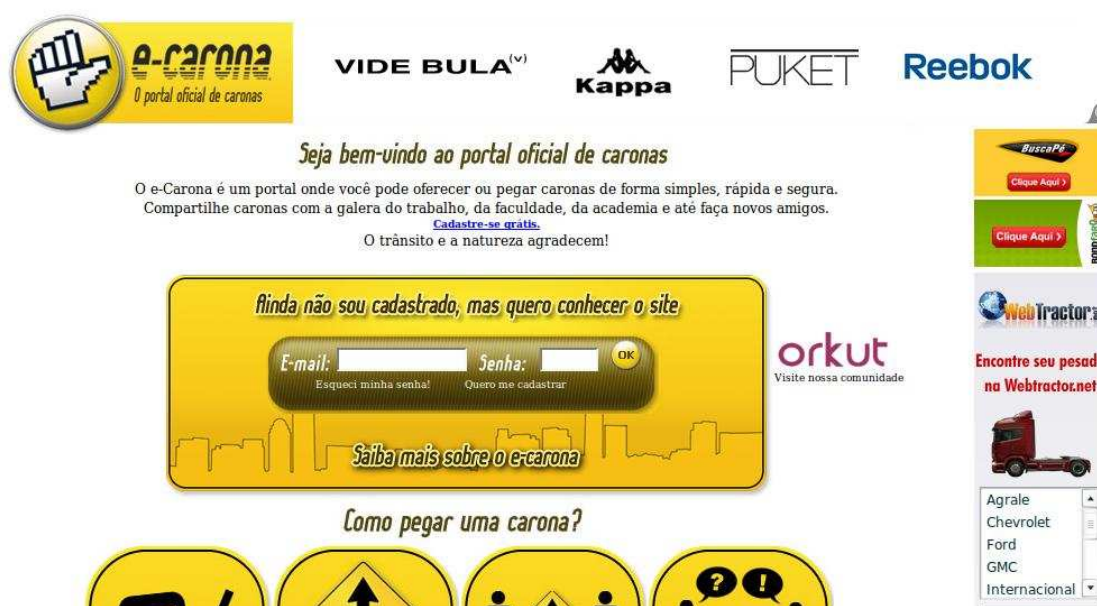 e-carona
O portal oficial de caronas
VIDE BULA(v)
Kappa
PUKET
Reebok
Seja bem-vindo ao portal oficial de caronas
O e-Carona é um portal onde você pode oferecer ou pegar caronas de forma simples, rápida e segura.
Compartilhe caronas com a galera do trabalho, da faculdade, da academia e até faça novos amigos.
Cadastre-se grátis.
O trânsito e a natureza agradecem!
Ainda não sou cadastrado, mas quero conhecer o site
E-mail: Senha: OK
Esqueci minha senha! Quero me cadastrar
Saiba mais sobre o e-carona
orkut
Visite nossa comunidade
Como pegar uma carona?
? !
BuscaPé
Clique Aqui >
Clique Aqui >
WebTractor
Encontre seu pesad
na Webtractor.net
Agrale
Chevrolet
Ford
GMC
Internacional